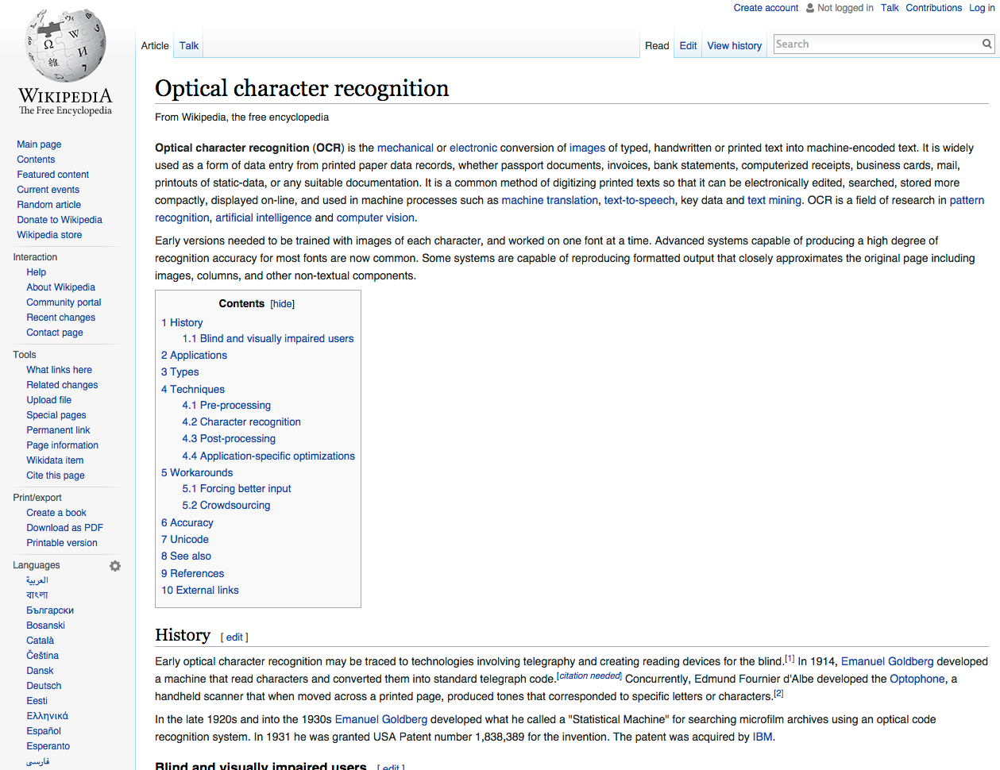 Create account Not logged in Talk Contributions Log in
Article Talk Read Edit View history Search
WIKIPEDIA
The Free Encyclopedia
Main page
Contents
Featured content
Current events
Random article
Donate to Wikipedia
Wikipedia store
Interaction
Help
About Wikipedia
Community portal
Recent changes
Contact page
Tools
What links here
Related changes
Upload file
Special pages
Permanent link
Page information
Wikidata item
Cite this page
Print/export
Create a book
Download as PDF
Printable version
Languages
العربية
বাংলা
Български
Bosanski
Català
Čeština
Dansk
Deutsch
Eesti
Ελληνικά
Español
Esperanto
فارسی
Optical character recognition
From Wikipedia, the free encyclopedia
Optical character recognition (OCR) is the mechanical or electronic conversion of images of typed, handwritten or printed text into machine-encoded text. It is widely
used as a form of data entry from printed paper data records, whether passport documents, invoices, bank statements, computerized receipts, business cards, mail,
printouts of static-data, or any suitable documentation. It is a common method of digitizing printed texts so that it can be electronically edited, searched, stored more
compactly, displayed on-line, and used in machine processes such as machine translation, text-to-speech, key data and text mining. OCR is a field of research in pattern
recognition, artificial intelligence and computer vision.
Early versions needed to be trained with images of each character, and worked on one font at a time. Advanced systems capable of producing a high degree of
recognition accuracy for most fonts are now common. Some systems are capable of reproducing formatted output that closely approximates the original page including
images, columns, and other non-textual components.
Contents [hide]
1 History
1.1 Blind and visually impaired users
2 Applications
3 Types
4 Techniques
4.1 Pre-processing
4.2 Character recognition
4.3 Post-processing
4.4 Application-specific optimizations
5 Workarounds
5.1 Forcing better input
5.2 Crowdsourcing
6 Accuracy
7 Unicode
8 See also
9 References
10 External links
History [ edit ]
Early optical character recognition may be traced to technologies involving telegraphy and creating reading devices for the blind.[1] In 1914, Emanuel Goldberg developed
a machine that read characters and converted them into standard telegraph code.[citation needed] Concurrently, Edmund Fournier d'Albe developed the Optophone, a
handheld scanner that when moved across a printed page, produced tones that corresponded to specific letters or characters.[2]
In the late 1920s and into the 1930s Emanuel Goldberg developed what he called a "Statistical Machine" for searching microfilm archives using an optical code
recognition system. In 1931 he was granted USA Patent number 1,838,389 for the invention. The patent was acquired by IBM.
Blind and visually impaired users [ edit ]